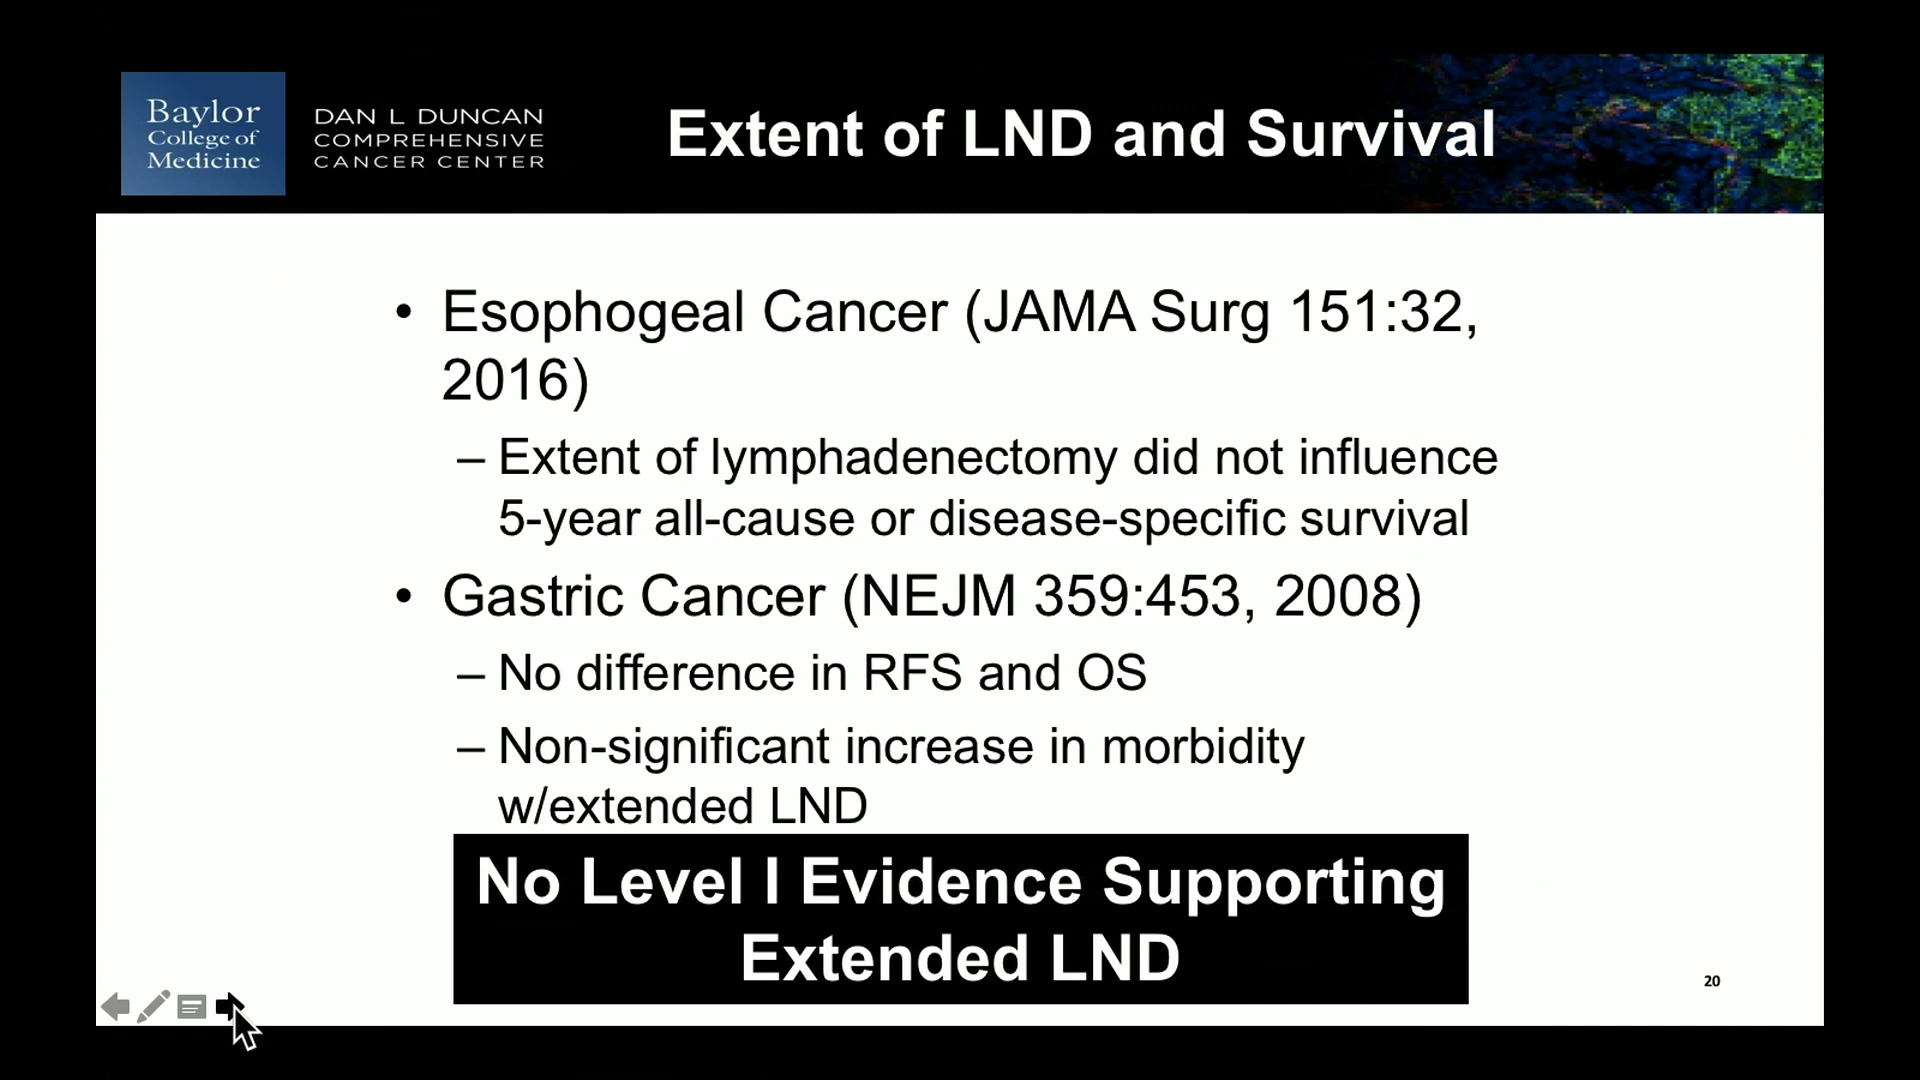 Baylor
College of
Medicine
DAN L DUNCAN
COMPREHENSIVE
CANCER CENTER
Extent of LND and Survival
• Esophogeal Cancer (JAMA Surg 151:32,
2016)
– Extent of lymphadenectomy did not influence
5-year all-cause or disease-specific survival
• Gastric Cancer (NEJM 359:453, 2008)
– No difference in RFS and OS
– Non-significant increase in morbidity
w/extended LND
No Level I Evidence Supporting
Extended LND
20